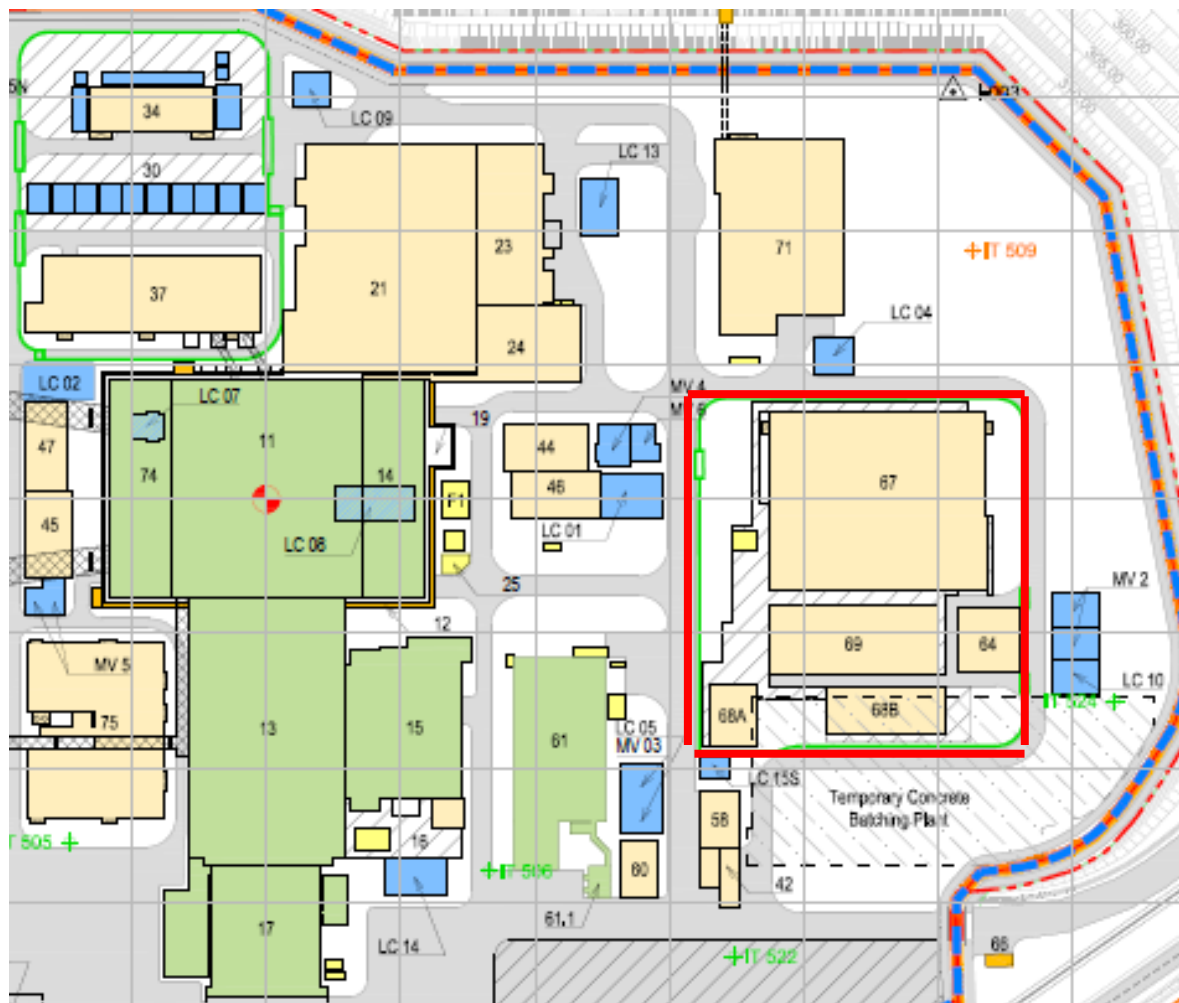 34
LC 09
LC 13
30
23
71
IT 509
37
21
24
LC 04
LC 02
LC 07
MV 4
19
47
11
44
67
74
14
46
F1
45
LC 01
LC 08
25
MV 2
12
69
64
MV 5
LC 10
75
68A
68B
IT 524
13
15
61
LC 05
MV 03
LC 15S
Temporary Concrete
Batching Plant
58
16
IT 505
IT 506
60
42
61.1
17
LC 14
66
IT 522
300.00
305.00